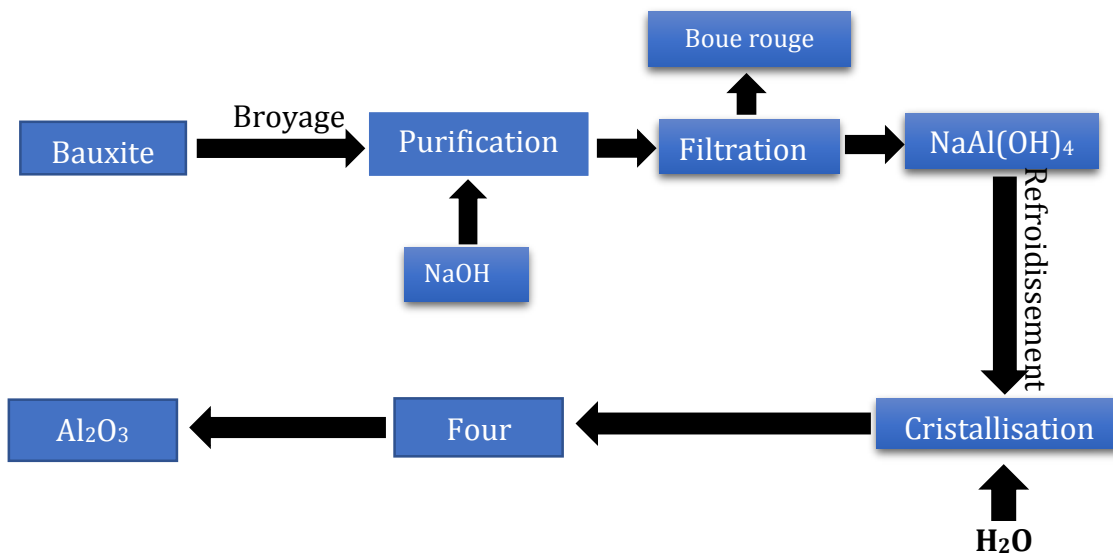 Boue rouge
Broyage
Bauxite
Purification
Filtration
NaAl(OH)₄
NaOH
Refroidissement
Al₂O₃
Four
Cristallisation
H₂O